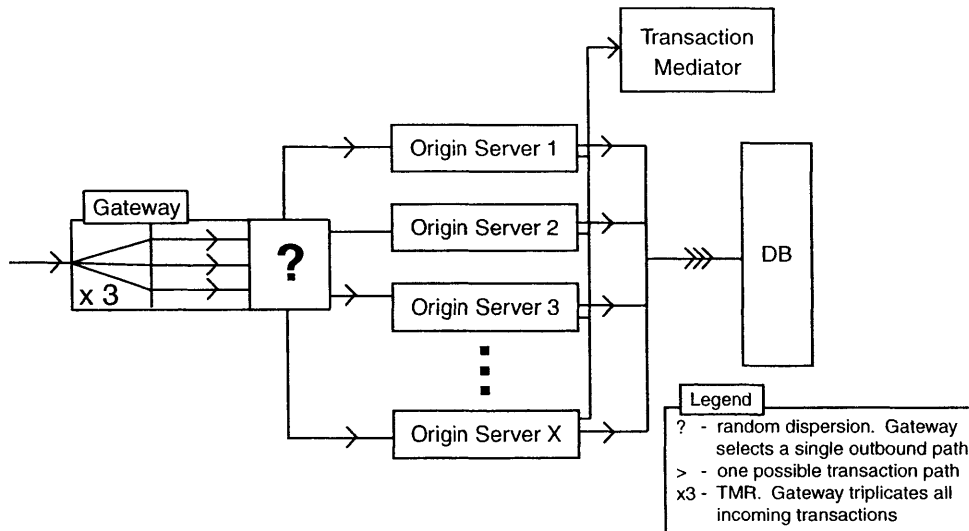 Transaction
Mediator
Origin Server 1
Gateway
Origin Server 2
?
x 3
DB
Origin Server 3
Origin Server X
Legend
? - random dispersion. Gateway
selects a single outbound path
> - one possible transaction path
x3 - TMR. Gateway triplicates all
incoming transactions